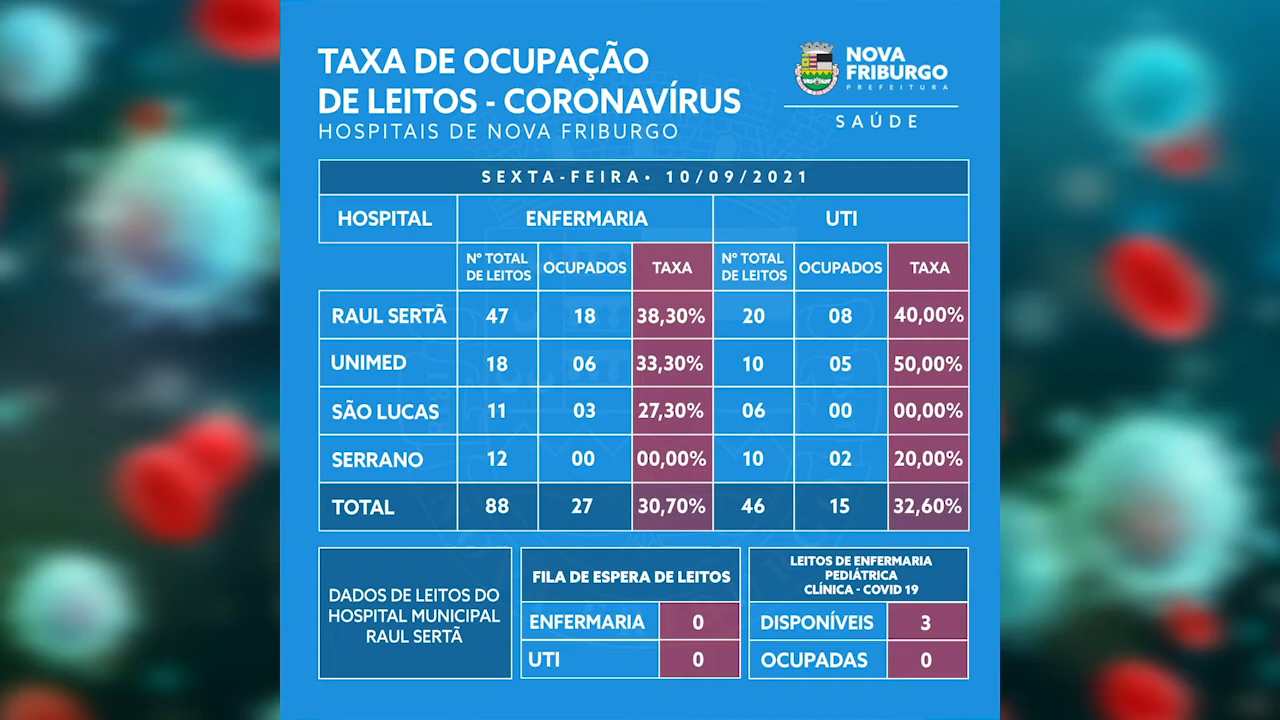 TAXA DE OCUPAÇÃO
DE LEITOS - CORONAVÍRUS
HOSPITAIS DE NOVA FRIBURGO
NOVA
FRIBURGO
PREFEITURA
SAÚDE
SEXTA-FEIRA• 10/09/2021
HOSPITAL ENFERMARIA UTI
Nº TOTAL DE LEITOS OCUPADOS TAXA Nº TOTAL DE LEITOS OCUPADOS TAXA
RAUL SERTÃ 47 18 38,30% 20 08 40,00%
UNIMED 18 06 33,30% 10 05 50,00%
SÃO LUCAS 11 03 27,30% 06 00 00,00%
SERRANO 12 00 00,00% 10 02 20,00%
TOTAL 88 27 30,70% 46 15 32,60%
DADOS DE LEITOS DO
HOSPITAL MUNICIPAL
RAUL SERTÃ
FILA DE ESPERA DE LEITOS
ENFERMARIA 0
UTI 0
LEITOS DE ENFERMARIA
PEDIÁTRICA
CLÍNICA - COVID 19
DISPONÍVEIS 3
OCUPADAS 0